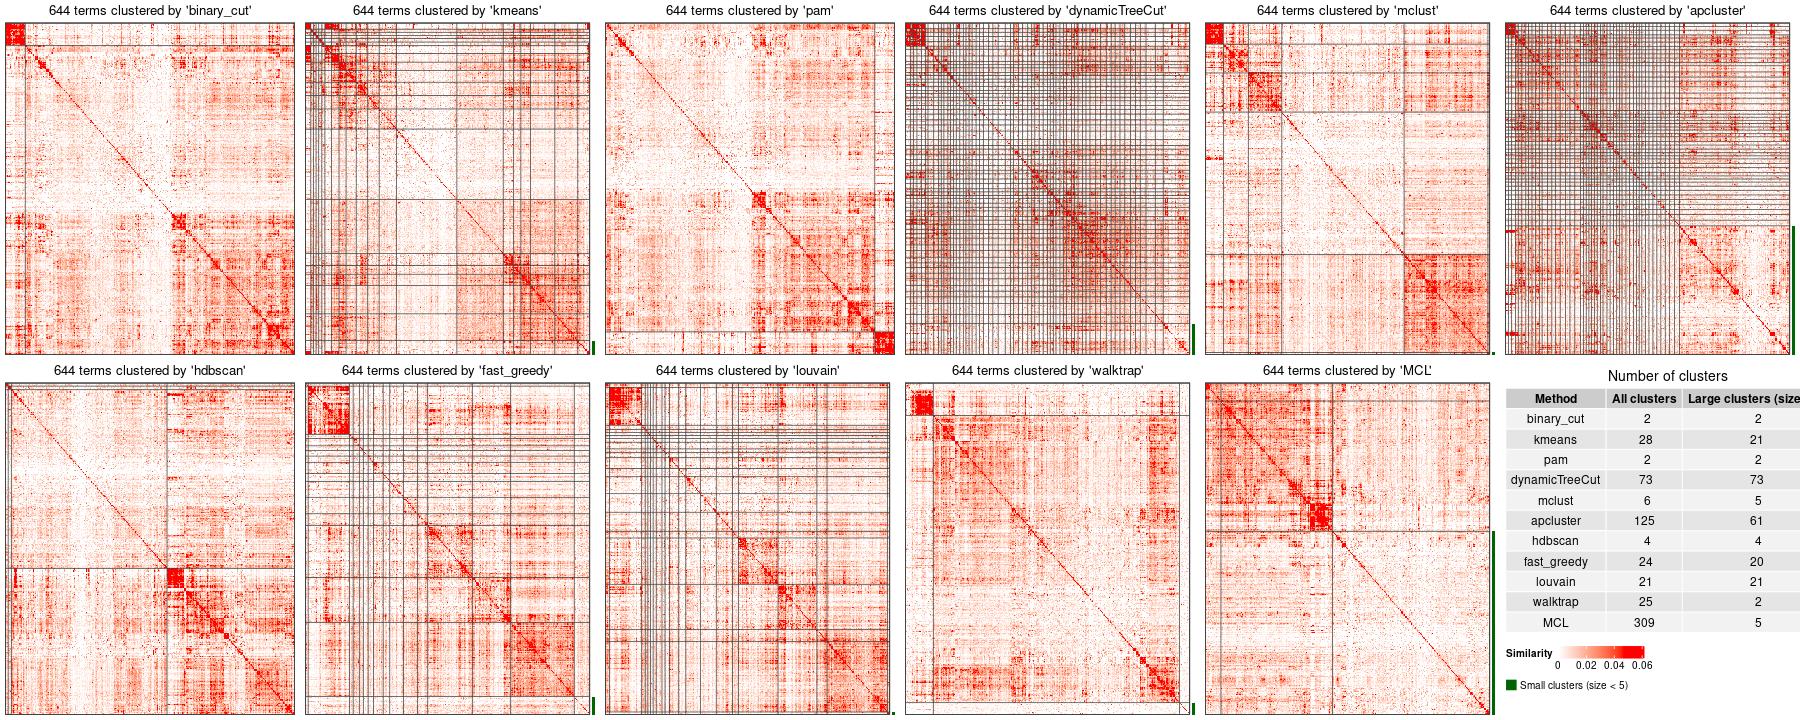 644 terms clustered by 'binary_cut'
644 terms clustered by 'kmeans'
644 terms clustered by 'pam'
644 terms clustered by 'dynamicTreeCut'
644 terms clustered by 'mclust'
644 terms clustered by 'apcluster'
644 terms clustered by 'hdbscan'
644 terms clustered by 'fast_greedy'
644 terms clustered by 'louvain'
644 terms clustered by 'walktrap'
644 terms clustered by 'MCL'
Number of clusters
Method All clusters Large clusters (size
binary_cut 2 2
kmeans 28 21
pam 2 2
dynamicTreeCut 73 73
mclust 6 5
apcluster 125 61
hdbscan 4 4
fast_greedy 24 20
louvain 21 21
walktrap 25 2
MCL 309 5
Similarity
0 0.02 0.04 0.06
Small clusters (size < 5)